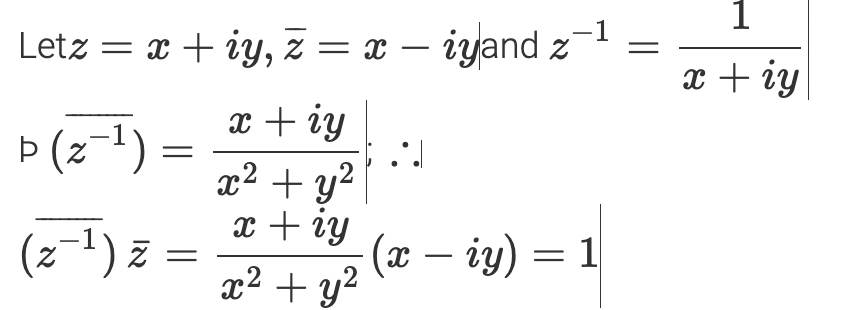 Let z = x + iy, z̅ = x − iy and z⁻¹ = 1/(x + iy)
Þ (z⁻¹)̅ = (x + iy)/(x² + y²); ∴
(z⁻¹)̅ z̅ = (x + iy)/(x² + y²) (x − iy) = 1